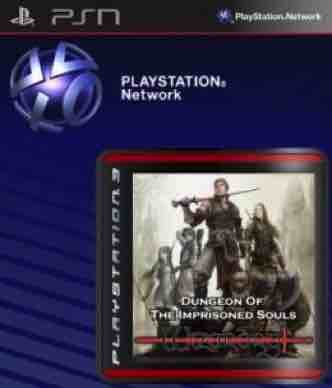 PSN
PlayStation.Network
PLAYSTATION®
Network
PLAYSTATION 3
DUNGEON OF
THE IMPRISONED SOULS